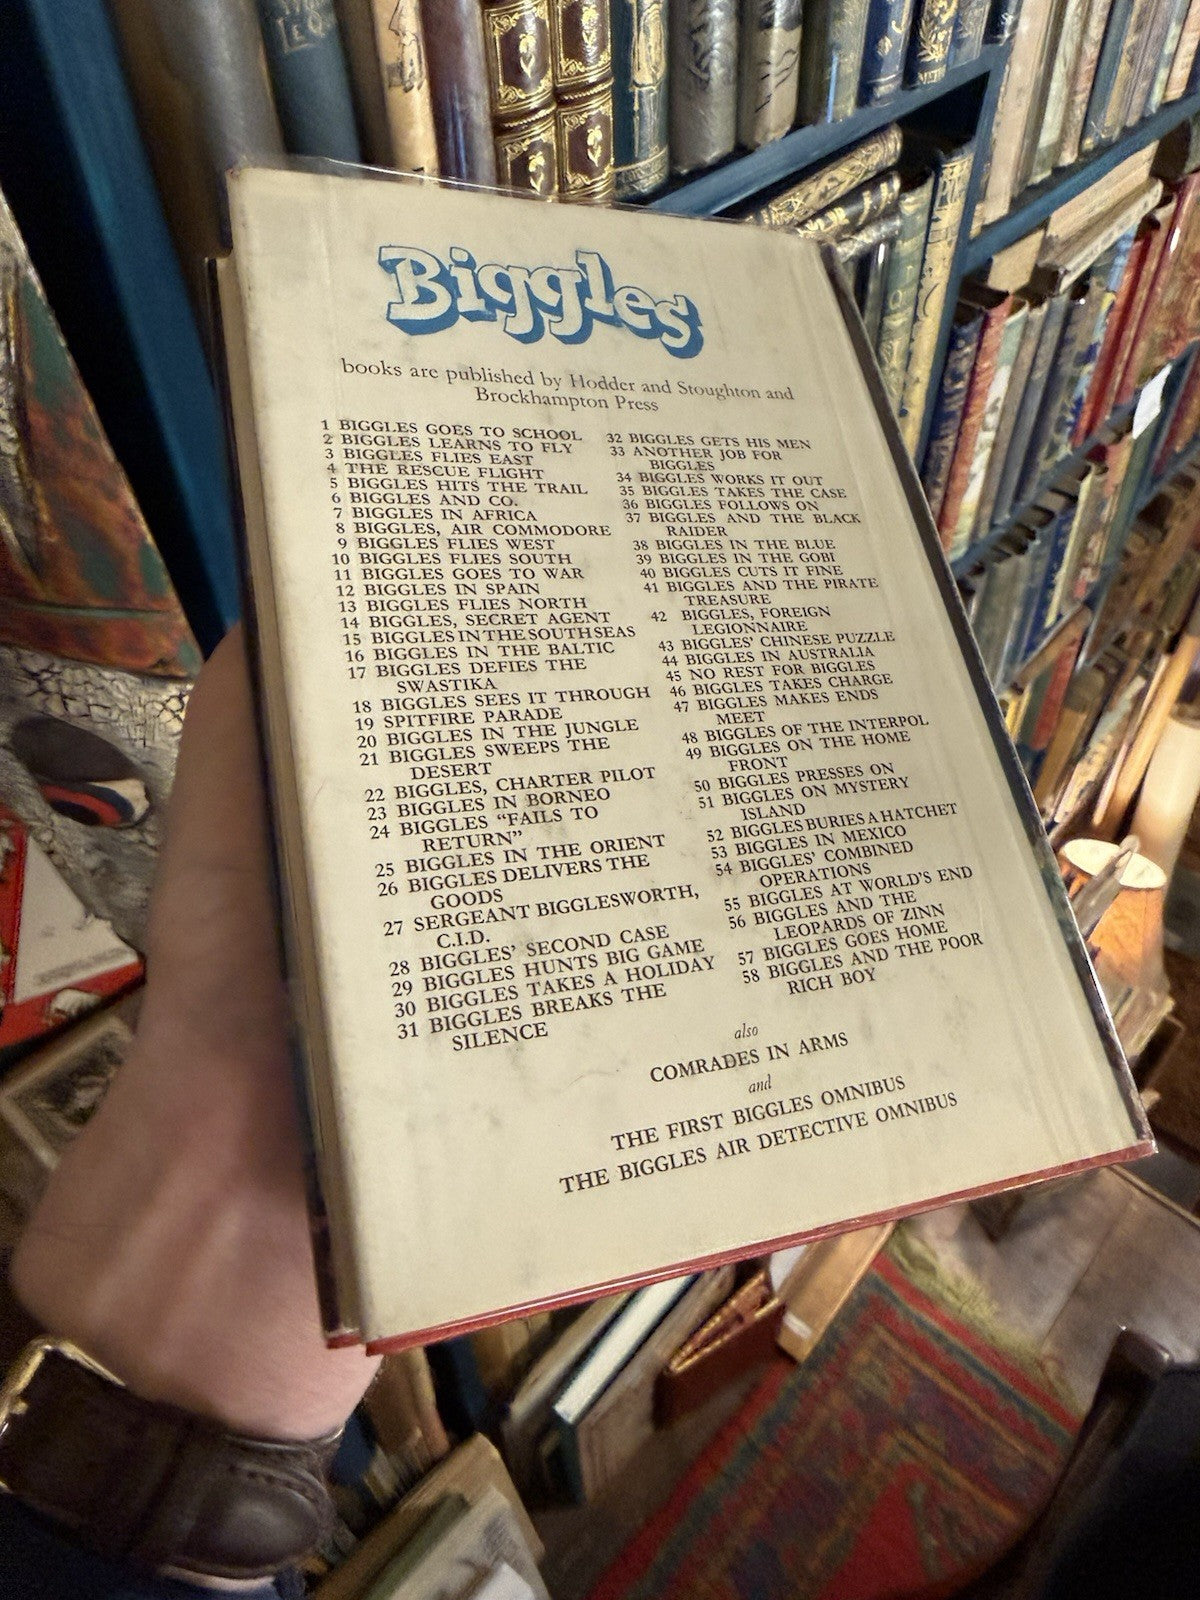 Biggles
books are published by Hodder and Stoughton and
Brockhampton Press
1 BIGGLES GOES TO SCHOOL
2 BIGGLES LEARNS TO FLY
3 BIGGLES FLIES EAST
4 THE RESCUE FLIGHT
5 BIGGLES HITS THE TRAIL
6 BIGGLES AND CO.
7 BIGGLES IN AFRICA
8 BIGGLES, AIR COMMODORE
9 BIGGLES FLIES WEST
10 BIGGLES FLIES SOUTH
11 BIGGLES GOES TO WAR
12 BIGGLES IN SPAIN
13 BIGGLES FLIES NORTH
14 BIGGLES, SECRET AGENT
15 BIGGLES IN THE SOUTH SEAS
16 BIGGLES IN THE BALTIC
17 BIGGLES DEFIES THE
SWASTIKA
18 BIGGLES SEES IT THROUGH
19 SPITFIRE PARADE
20 BIGGLES IN THE JUNGLE
21 BIGGLES SWEEPS THE
DESERT
22 BIGGLES, CHARTER PILOT
23 BIGGLES IN BORNEO
24 BIGGLES “FAILS TO
RETURN”
25 BIGGLES IN THE ORIENT
26 BIGGLES DELIVERS THE
GOODS
27 SERGEANT BIGGLESWORTH,
C.I.D.
28 BIGGLES' SECOND CASE
29 BIGGLES HUNTS BIG GAME
30 BIGGLES TAKES A HOLIDAY
31 BIGGLES BREAKS THE
SILENCE
32 BIGGLES GETS HIS MEN
33 ANOTHER JOB FOR
BIGGLES
34 BIGGLES WORKS IT OUT
35 BIGGLES TAKES THE CASE
36 BIGGLES FOLLOWS ON
37 BIGGLES AND THE BLACK
RAIDER
38 BIGGLES IN THE BLUE
39 BIGGLES IN THE GOBI
40 BIGGLES CUTS IT FINE
41 BIGGLES AND THE PIRATE
TREASURE
42 BIGGLES, FOREIGN
LEGIONNAIRE
43 BIGGLES' CHINESE PUZZLE
44 BIGGLES IN AUSTRALIA
45 NO REST FOR BIGGLES
46 BIGGLES TAKES CHARGE
47 BIGGLES MAKES ENDS
MEET
48 BIGGLES OF THE INTERPOL
49 BIGGLES ON THE HOME
FRONT
50 BIGGLES PRESSES ON
51 BIGGLES ON MYSTERY
ISLAND
52 BIGGLES BURIES A HATCHET
53 BIGGLES IN MEXICO
54 BIGGLES' COMBINED
OPERATIONS
55 BIGGLES AT WORLD'S END
56 BIGGLES AND THE
LEOPARDS OF ZINN
57 BIGGLES GOES HOME
58 BIGGLES AND THE POOR
RICH BOY
also
COMRADES IN ARMS
and
THE FIRST BIGGLES OMNIBUS
THE BIGGLES AIR DETECTIVE OMNIBUS